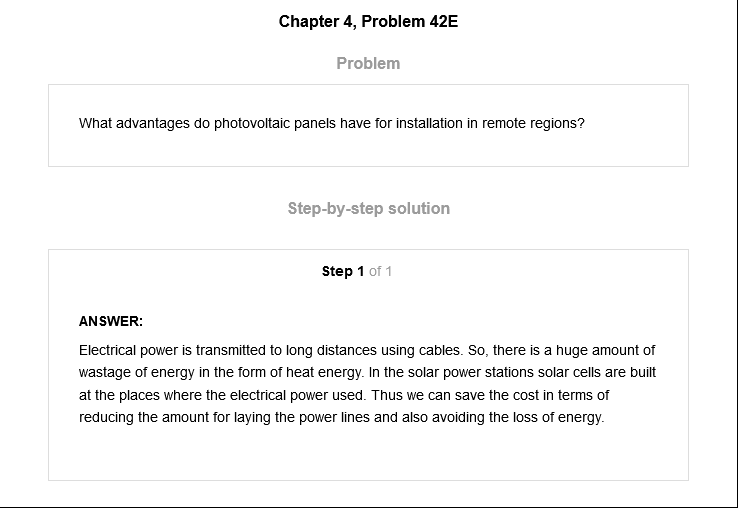 Chapter 4, Problem 42E
Problem
What advantages do photovoltaic panels have for installation in remote regions?
Step-by-step solution
Step 1 of 1
ANSWER:
Electrical power is transmitted to long distances using cables. So, there is a huge amount of
wastage of energy in the form of heat energy. In the solar power stations solar cells are built
at the places where the electrical power used. Thus we can save the cost in terms of
reducing the amount for laying the power lines and also avoiding the loss of energy.